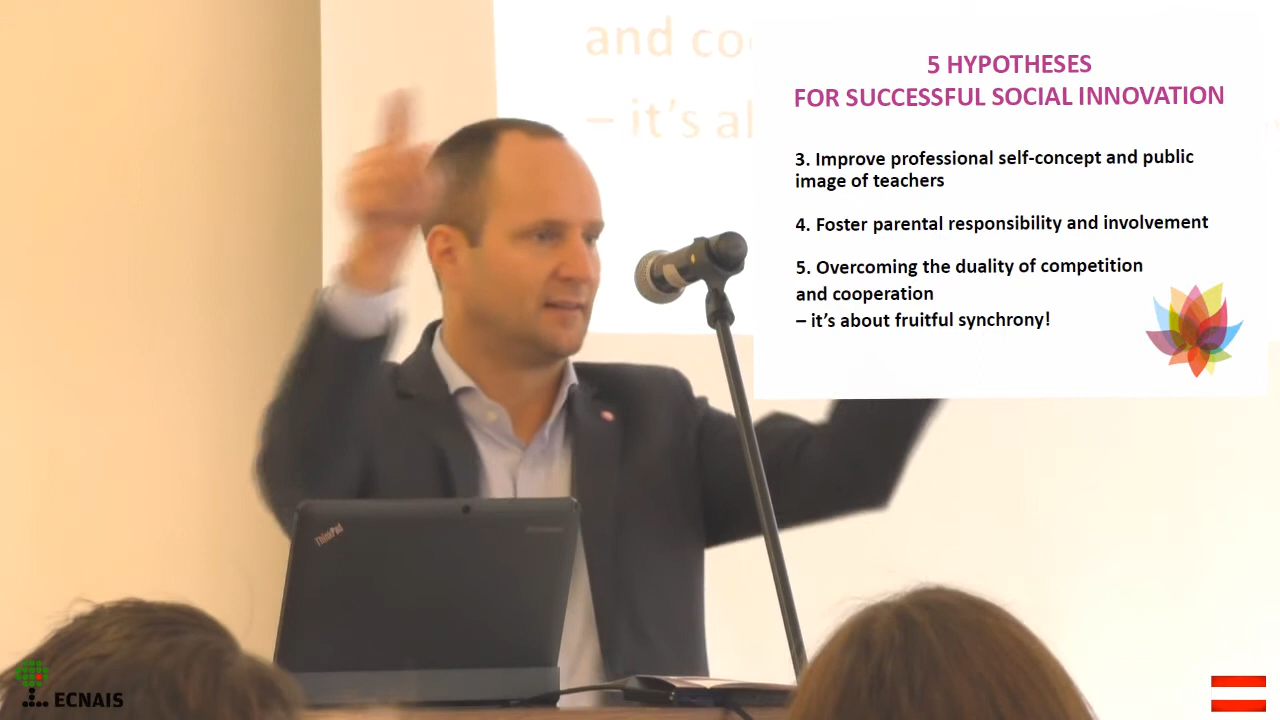 and co
– it's al
5 HYPOTHESES
FOR SUCCESSFUL SOCIAL INNOVATION
3. Improve professional self-concept and public
image of teachers
4. Foster parental responsibility and involvement
5. Overcoming the duality of competition
and cooperation
– it's about fruitful synchrony!
ThinkPad
ECNAIS